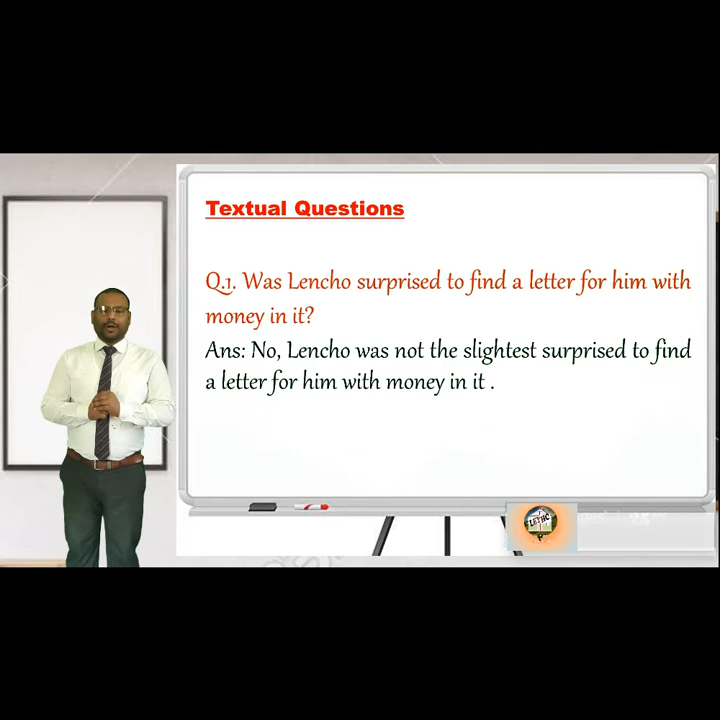 Textual Questions
Q.1. Was Lencho surprised to find a letter for him with
money in it?
Ans: No, Lencho was not the slightest surprised to find
a letter for him with money in it .
LETHC